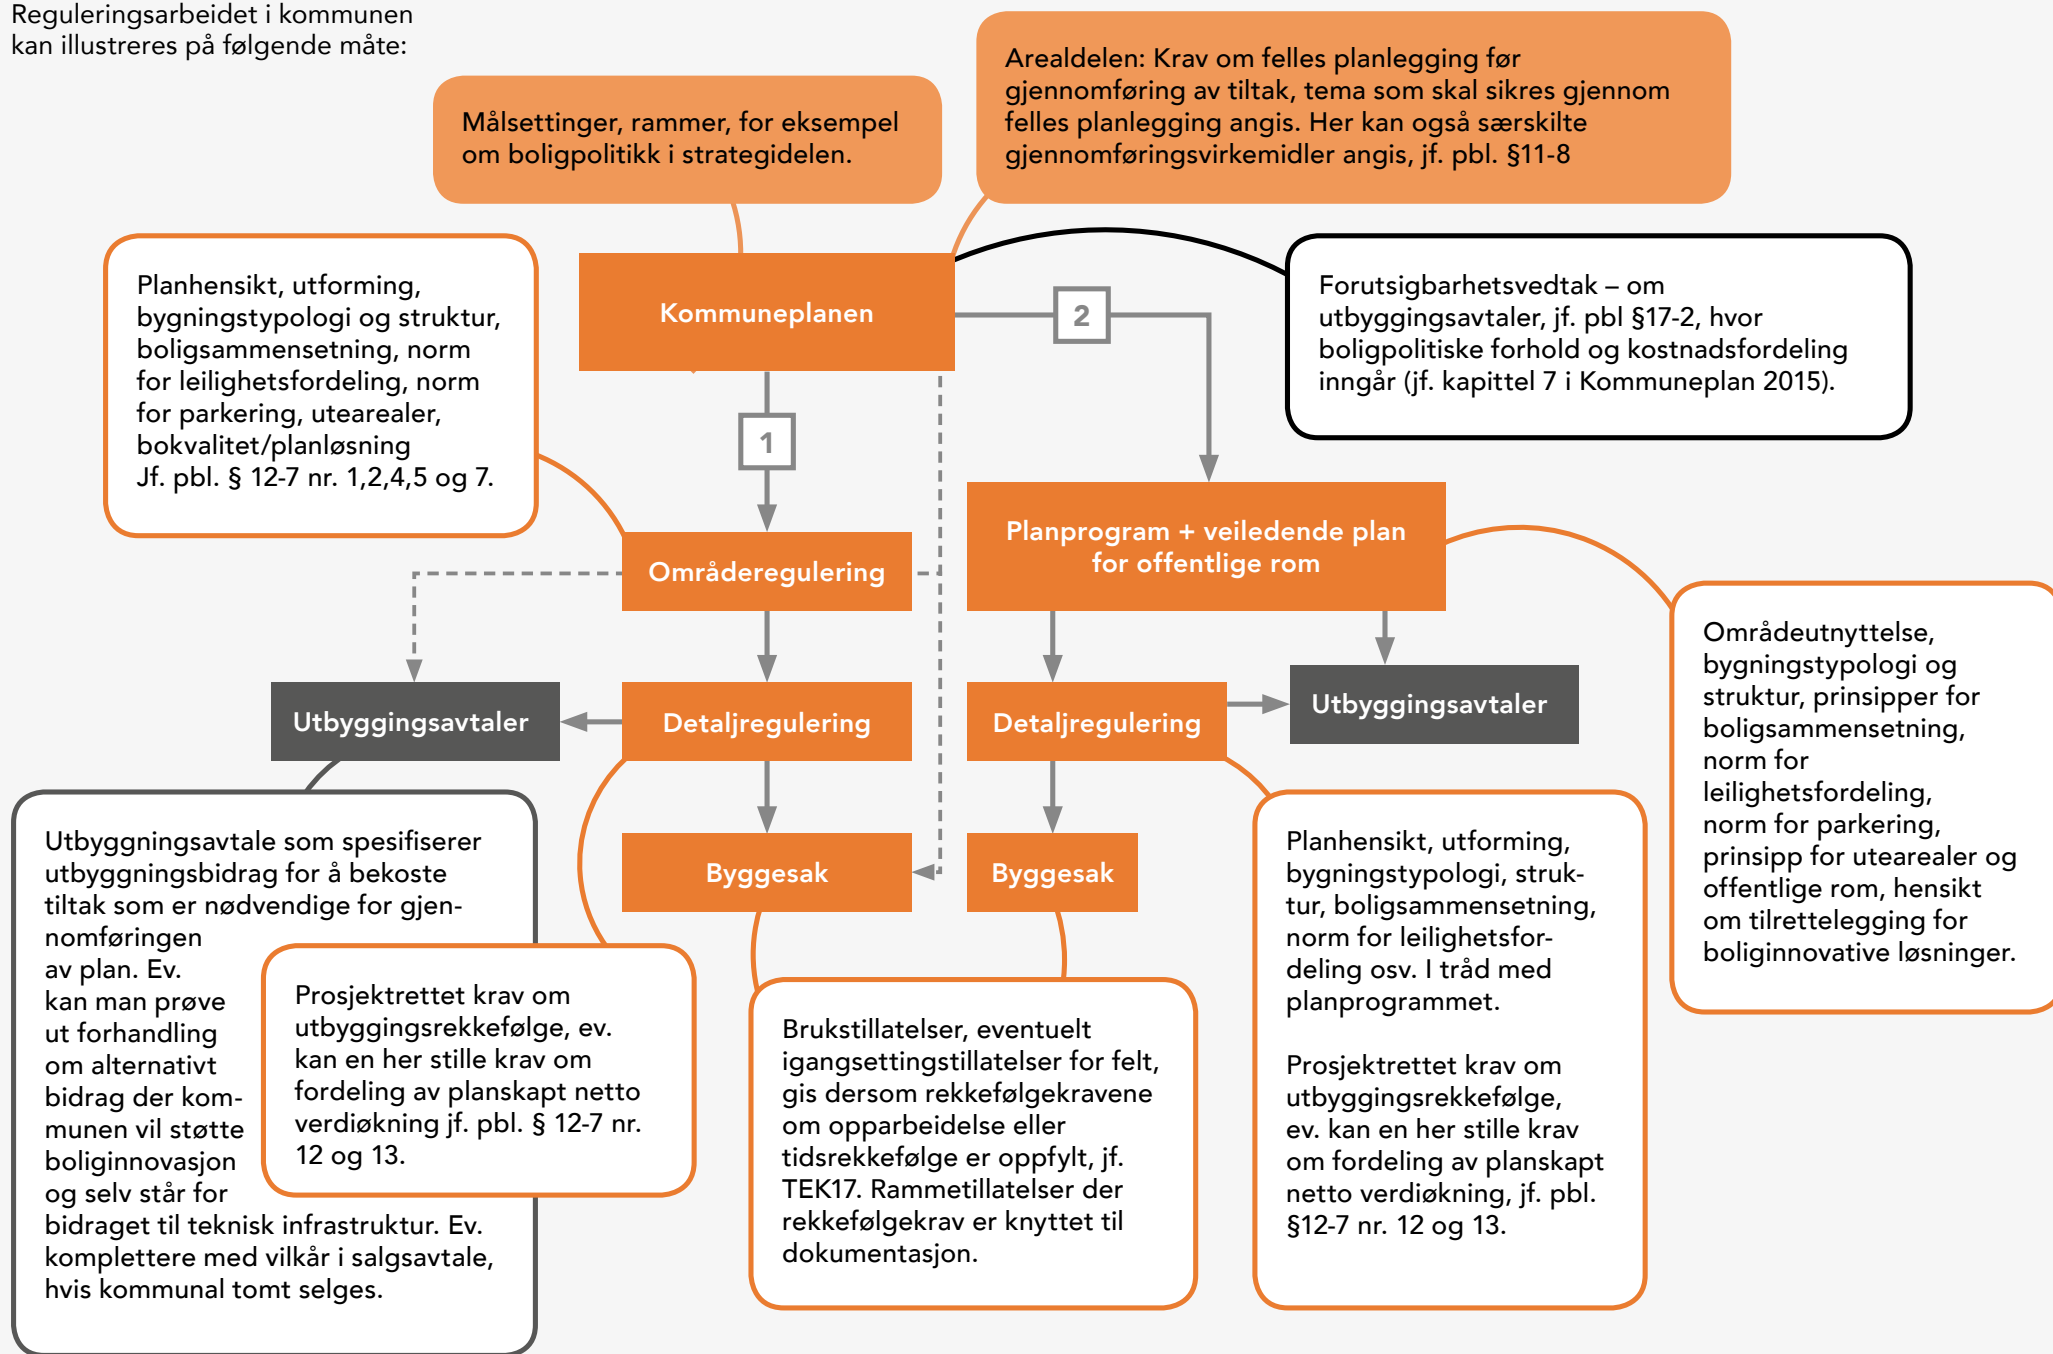 Reguleringsarbeidet i kommunen
kan illustreres på følgende måte:
Målsettinger, rammer, for eksempel
om boligpolitikk i strategidelen.
Arealdelen: Krav om felles planlegging før
gjennomføring av tiltak, tema som skal sikres gjennom
felles planlegging angis. Her kan også særskilte
gjennomføringsvirkemidler angis, jf. pbl. §11-8
Planhensikt, utforming,
bygningstypologi og struktur,
boligsammensetning, norm
for leilighetsfordeling, norm
for parkering, utearealer,
bokvalitet/planløsning
Jf. pbl. § 12-7 nr. 1,2,4,5 og 7.
Kommuneplanen
2
Forutsigbarhetsvedtak – om
utbyggingsavtaler, jf. pbl §17-2, hvor
boligpolitiske forhold og kostnadsfordeling
inngår (jf. kapittel 7 i Kommuneplan 2015).
1
Områderegulering
Planprogram + veiledende plan
for offentlige rom
Utbyggingsavtaler
Detaljregulering
Detaljregulering
Utbyggingsavtaler
Områdeutnyttelse,
bygningstypologi og
struktur, prinsipper for
boligsammensetning,
norm for
leilighetsfordeling,
norm for parkering,
prinsipp for utearealer og
offentlige rom, hensikt
om tilrettelegging for
boliginnovative løsninger.
Byggesak
Byggesak
Utbyggningsavtale som spesifiserer
utbyggningsbidrag for å bekoste
tiltak som er nødvendige for gjen-
nomføringen
av plan. Ev.
kan man prøve
ut forhandling
om alternativt
bidrag der kom-
munen vil støtte
boliginnovasjon
og selv står for
bidraget til teknisk infrastruktur. Ev.
komplettere med vilkår i salgsavtale,
hvis kommunal tomt selges.
Prosjektrettet krav om
utbyggingsrekkefølge, ev.
kan en her stille krav om
fordeling av planskapt netto
verdiøkning jf. pbl. § 12-7 nr.
12 og 13.
Brukstillatelser, eventuelt
igangsettingstillatelser for felt,
gis dersom rekkefølgekravene
om opparbeidelse eller
tidsrekkefølge er oppfylt, jf.
TEK17. Rammetillatelser der
rekkefølgekrav er knyttet til
dokumentasjon.
Planhensikt, utforming,
bygningstypologi, struk-
tur, boligsammensetning,
norm for leilighetsfor-
deling osv. I tråd med
planprogrammet.
Prosjektrettet krav om
utbyggingsrekkefølge,
ev. kan en her stille krav
om fordeling av planskapt
netto verdiøkning, jf. pbl.
§12-7 nr. 12 og 13.